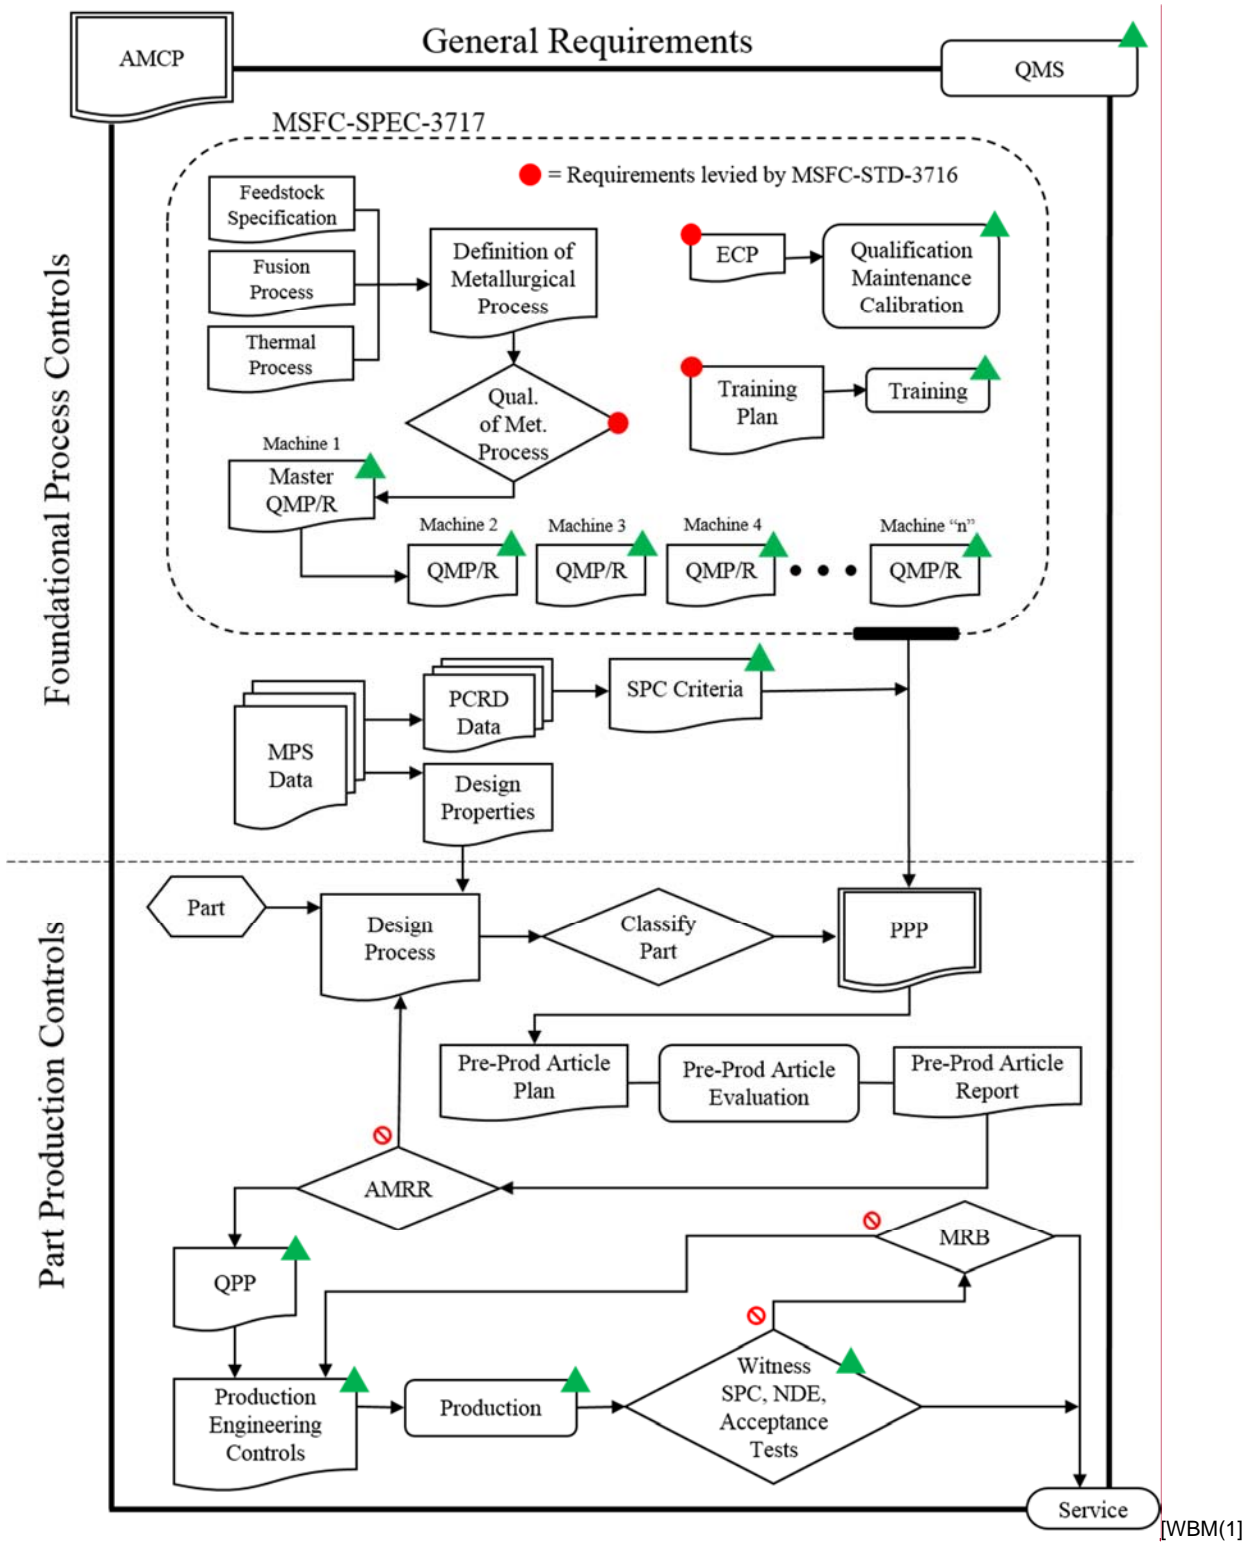 General Requirements
AMCP
QMS
MSFC-SPEC-3717
= Requirements levied by MSFC-STD-3716
Foundational Process Controls
Feedstock
Specification
Fusion
Process
Thermal
Process
Definition of
Metallurgical
Process
ECP
Qualification
Maintenance
Calibration
Qual.
of Met.
Process
Training
Plan
Training
Machine 1
Master
QMP/R
Machine 2
QMP/R
Machine 3
QMP/R
Machine 4
QMP/R
• • •
Machine “n”
QMP/R
MPS
Data
PCRD
Data
SPC Criteria
Design
Properties
Part Production Controls
Part
Design
Process
Classify
Part
PPP
Pre-Prod Article
Plan
Pre-Prod Article
Evaluation
Pre-Prod Article
Report
AMRR
MRB
QPP
Production
Engineering
Controls
Production
Witness
SPC, NDE,
Acceptance
Tests
Service
[WBM(1]